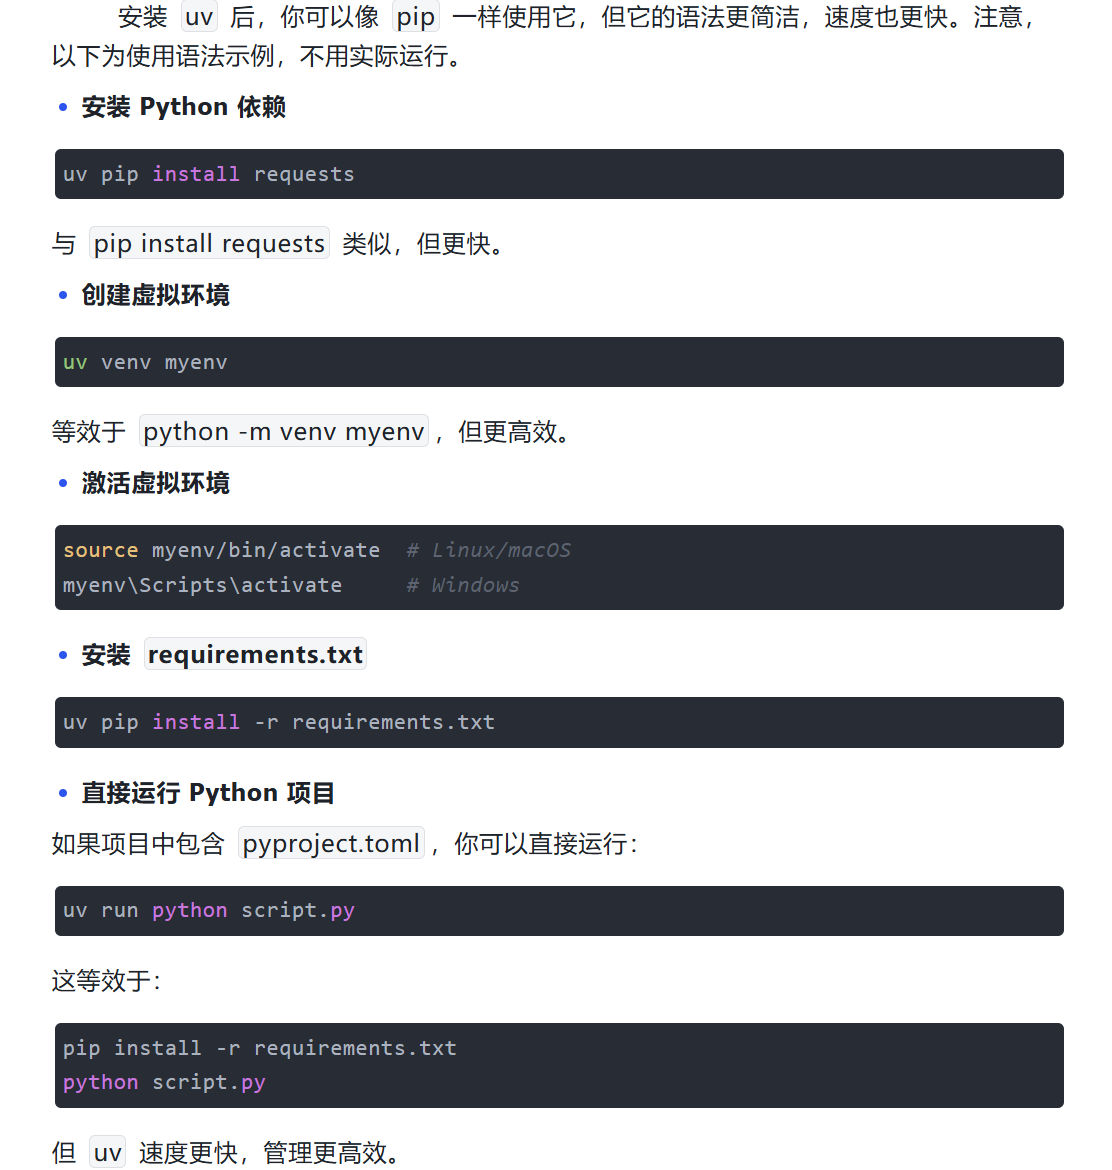 安装 uv 后，你可以像 pip 一样使用它，但它的语法更简洁，速度也更快。注意，
以下为使用语法示例，不用实际运行。
• 安装 Python 依赖
uv pip install requests
与 pip install requests 类似，但更快。
• 创建虚拟环境
uv venv myenv
等效于 python -m venv myenv ，但更高效。
• 激活虚拟环境
source myenv/bin/activate  # Linux/macOS
myenv\Scripts\activate     # Windows
• 安装 requirements.txt
uv pip install -r requirements.txt
• 直接运行 Python 项目
如果项目中包含 pyproject.toml ，你可以直接运行：
uv run python script.py
这等效于：
pip install -r requirements.txt
python script.py
但 uv 速度更快，管理更高效。